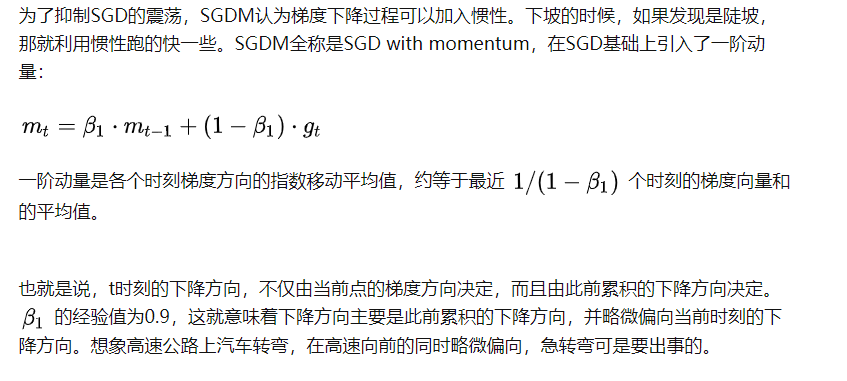 为了抑制SGD的震荡，SGDM认为梯度下降过程可以加入惯性。下坡的时候，如果发现是陡坡，
那就利用惯性跑的快一些。SGDM全称是SGD with momentum，在SGD基础上引入了一阶动
量：
m_t = β_1 · m_{t−1} + (1 − β_1) · g_t
一阶动量是各个时刻梯度方向的指数移动平均值，约等于最近 1/(1 − β_1) 个时刻的梯度向量和
的平均值。
也就是说，t时刻的下降方向，不仅由当前点的梯度方向决定，而且由此前累积的下降方向决定。
β_1 的经验值为0.9，这就意味着下降方向主要是此前累积的下降方向，并略微偏向当前时刻的下
降方向。想象高速公路上汽车转弯，在高速向前的同时略微偏向，急转弯可是要出事的。